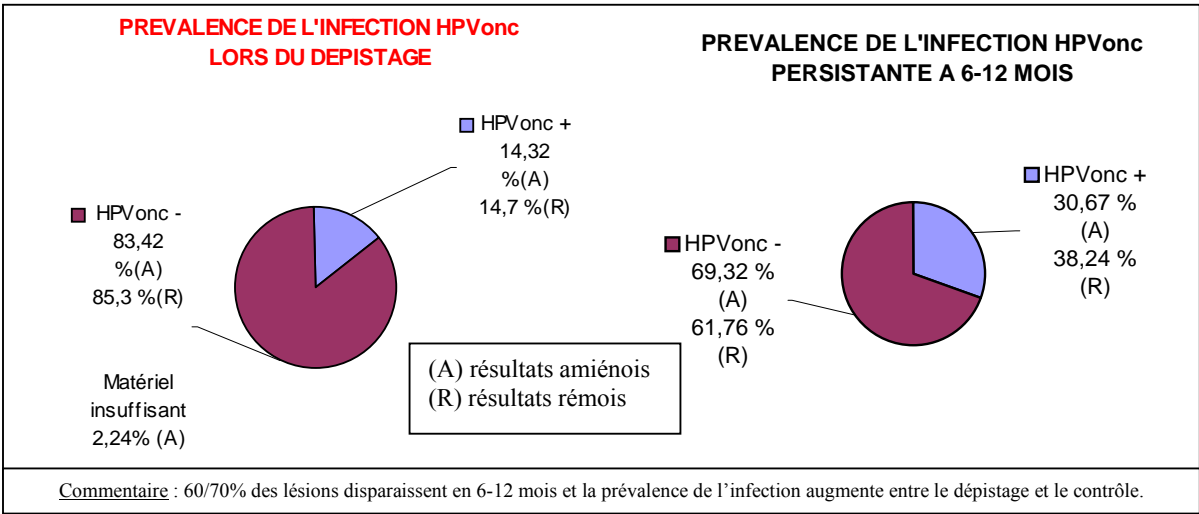 PREVALENCE DE L'INFECTION HPVonc
LORS DU DEPISTAGE
HPVonc +
14,32
%(A)
14,7 %(R)
HPVonc -
83,42
%(A)
85,3 %(R)
Matériel
insuffisant
2,24% (A)
PREVALENCE DE L'INFECTION HPVonc
PERSISTANTE A 6-12 MOIS
HPVonc +
30,67 %
(A)
38,24 %
(R)
HPVonc -
69,32 %
(A)
61,76 %
(R)
(A) résultats amiénois
(R) résultats rémois
Commentaire : 60/70% des lésions disparaissent en 6-12 mois et la prévalence de l'infection augmente entre le dépistage et le contrôle.